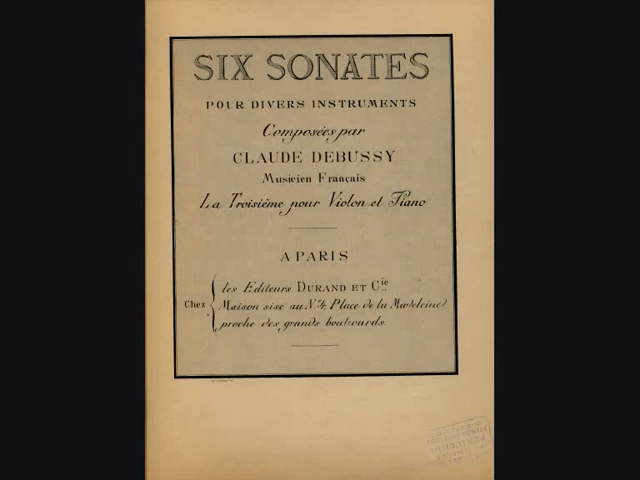 SIX SONATES
POUR DIVERS INSTRUMENTS
Composées par
CLAUDE DEBUSSY
Musicien Français
La Troisième pour Violon et Piano
A PARIS
les Editeurs DURAND ET Cie
Chez Maison sise au No. 4. Place de la Madeleine
proche des grands boulevards.